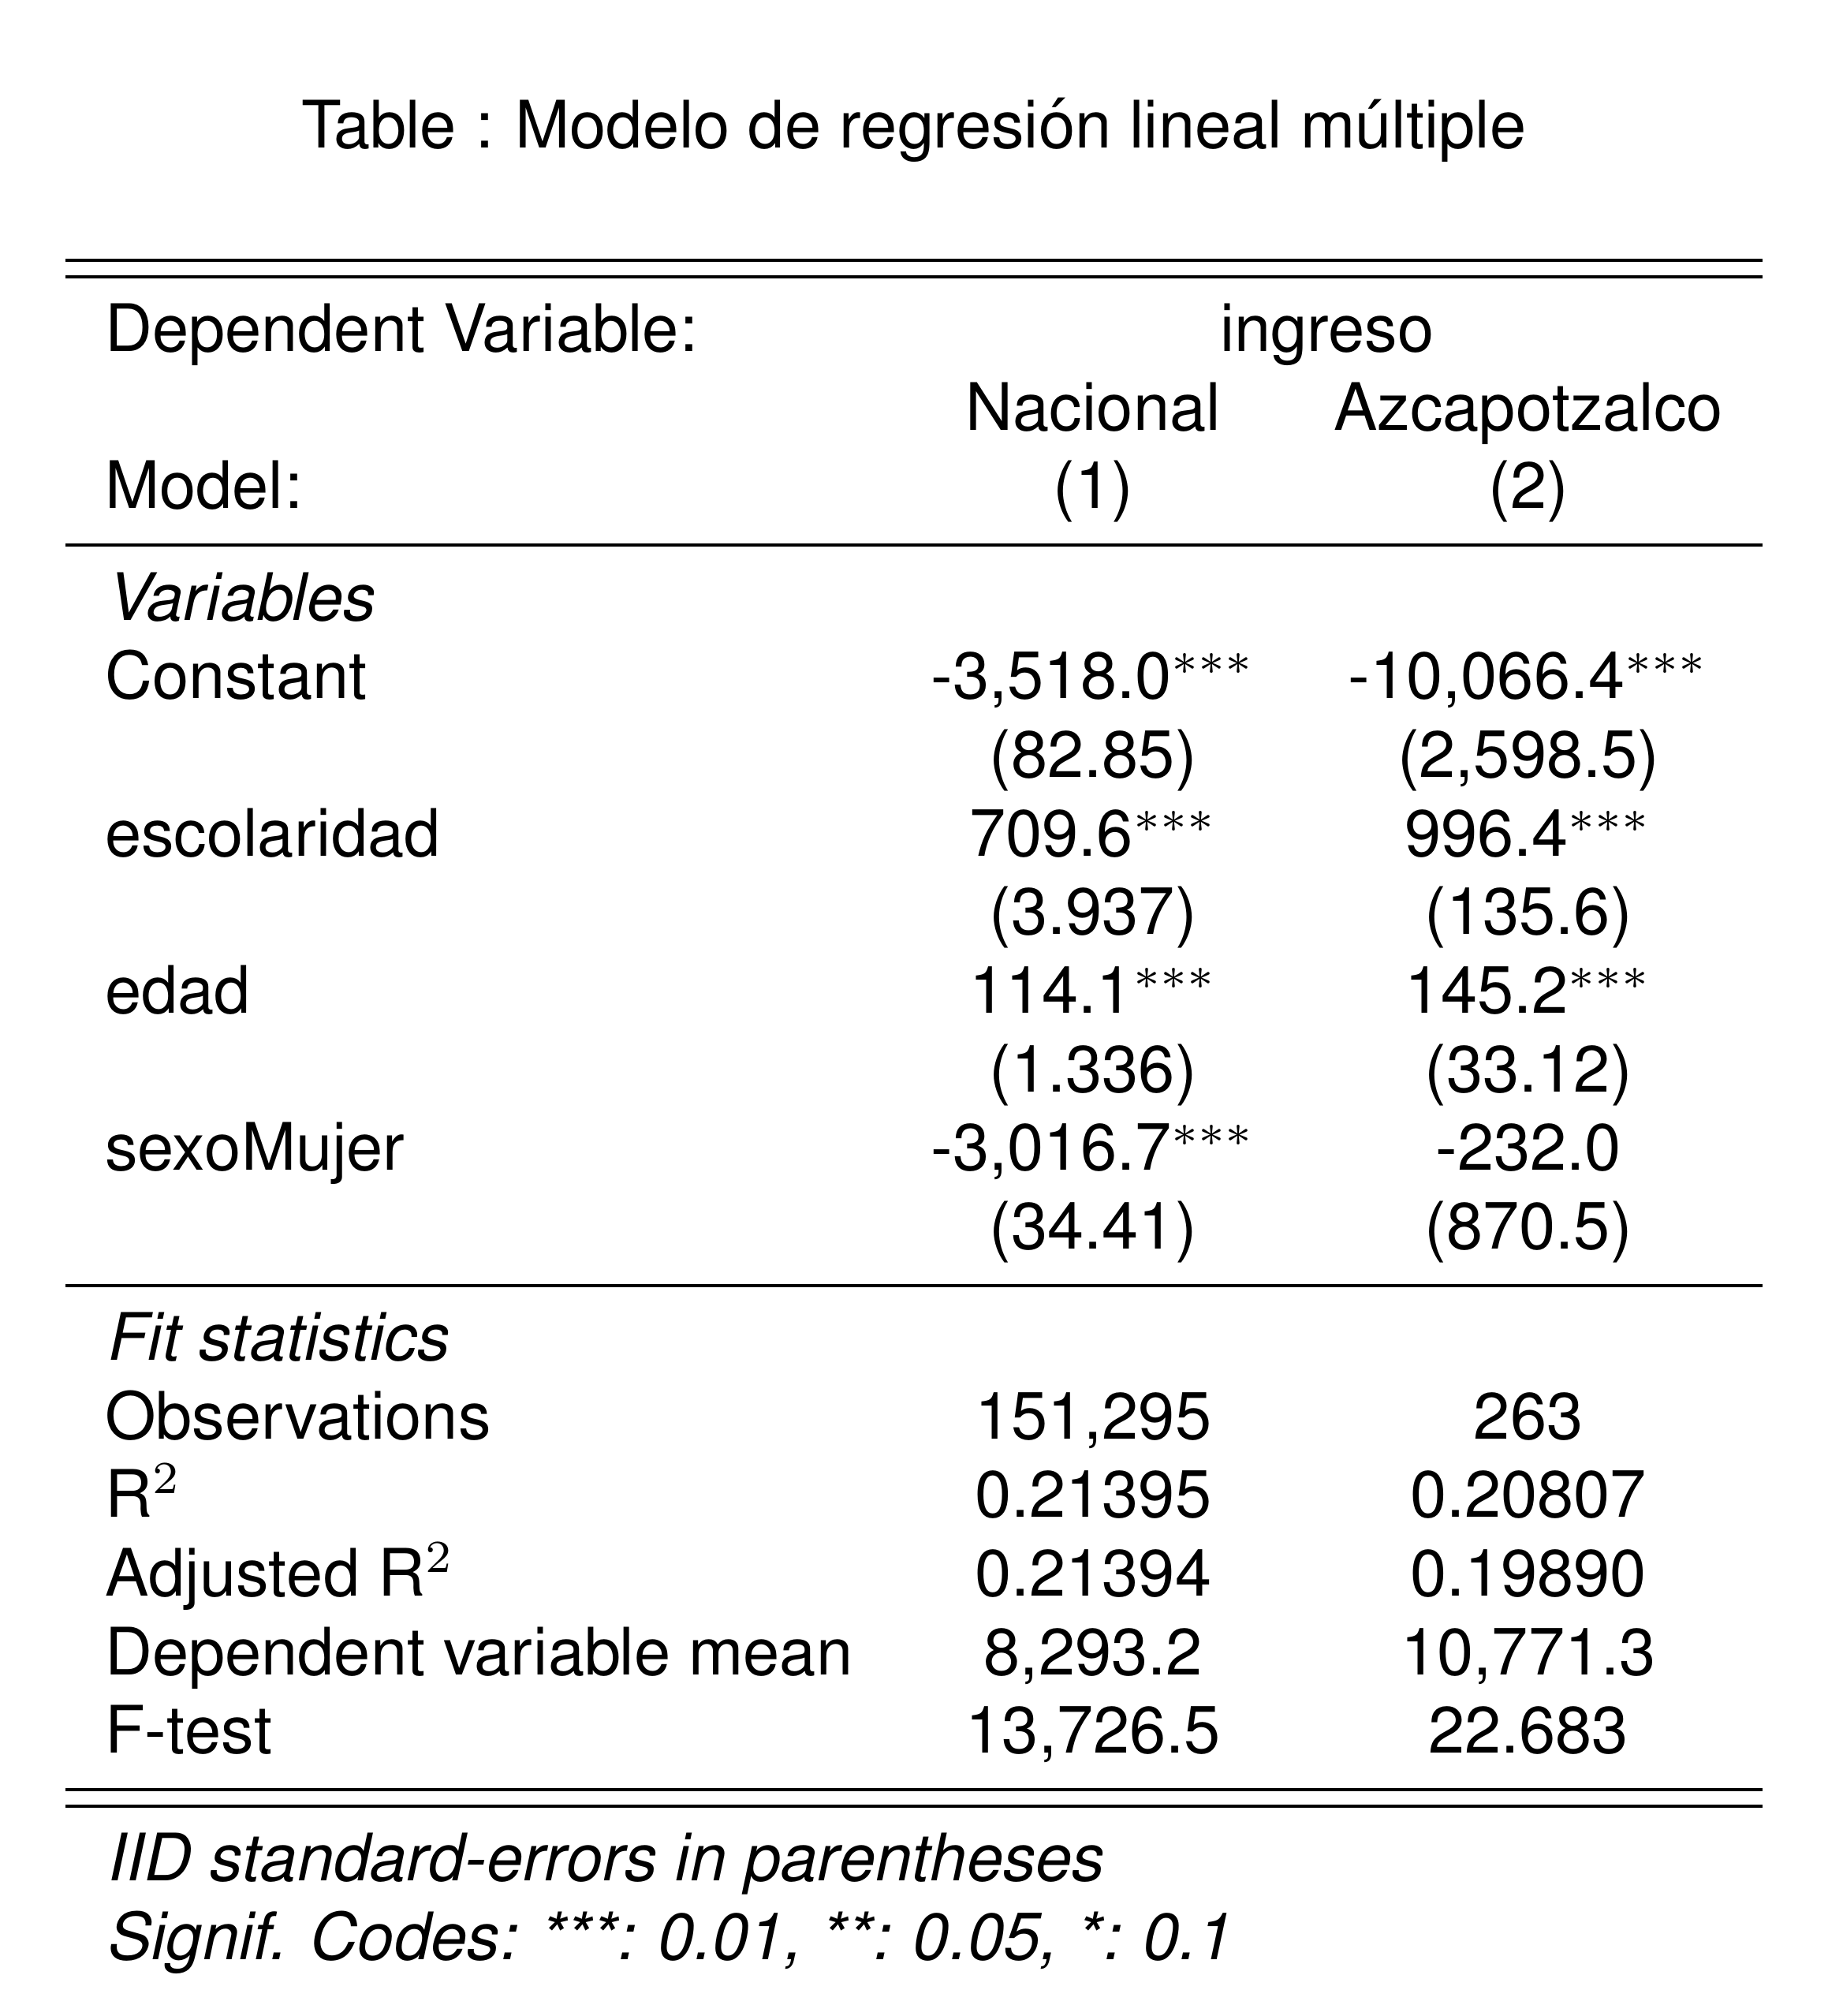 Table : Modelo de regresión lineal múltiple
Dependent Variable: ingreso
Nacional Azcapotzalco
Model: (1) (2)
Variables
Constant -3,518.0*** -10,066.4***
(82.85) (2,598.5)
escolaridad 709.6*** 996.4***
(3.937) (135.6)
edad 114.1*** 145.2***
(1.336) (33.12)
sexoMujer -3,016.7*** -232.0
(34.41) (870.5)
Fit statistics
Observations 151,295 263
R² 0.21395 0.20807
Adjusted R² 0.21394 0.19890
Dependent variable mean 8,293.2 10,771.3
F-test 13,726.5 22.683
IID standard-errors in parentheses
Signif. Codes: ***: 0.01, **: 0.05, *: 0.1